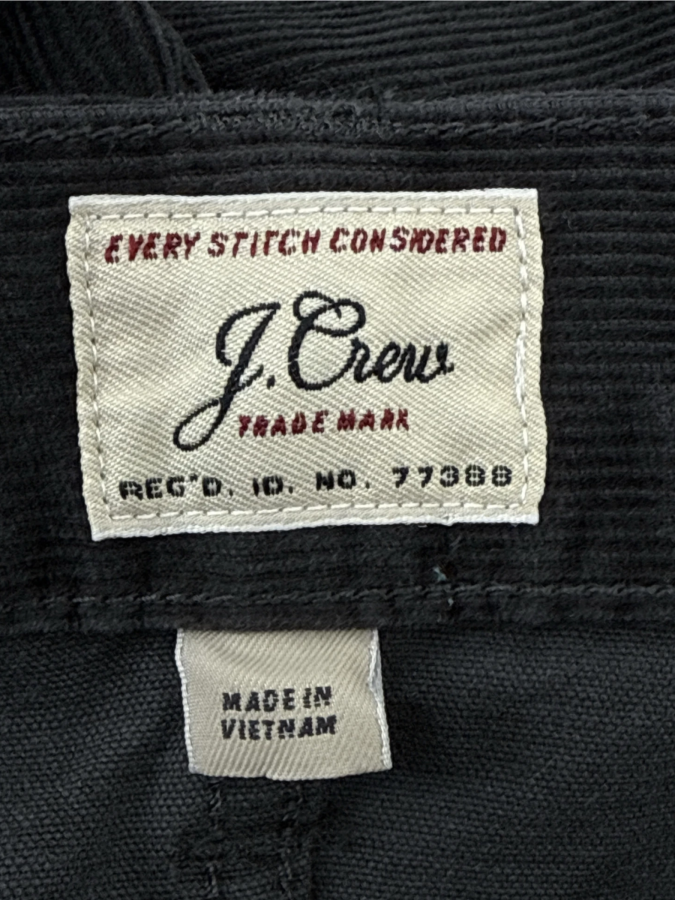 EVERY STITCH CONSIDERED
J.Crew
TRADE MARK
REG'D. ID. NO. 77388
MADE IN
VIETNAM